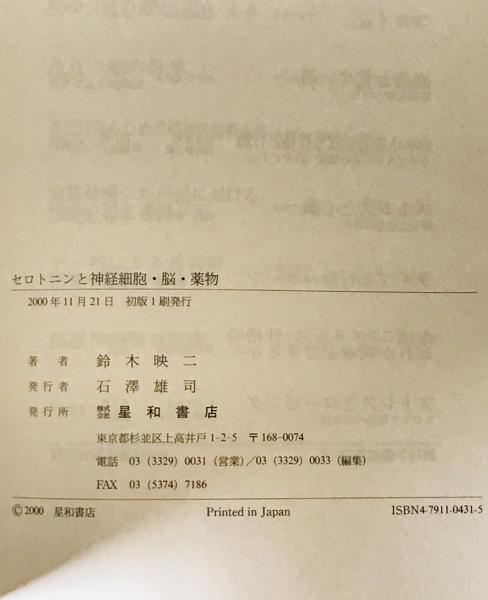 セロトニンと神経細胞・脳・薬物
2000年11月21日 初版1刷発行
著者 鈴木映二
発行者 石澤雄司
発行所 株式会社 星和書店
東京都杉並区上高井戸1-2-5 〒168-0074
電話 03 (3329) 0031 (営業)／03 (3329) 0033 (編集)
FAX 03 (5374) 7186
©2000 星和書店 Printed in Japan ISBN4-7911-0431-5